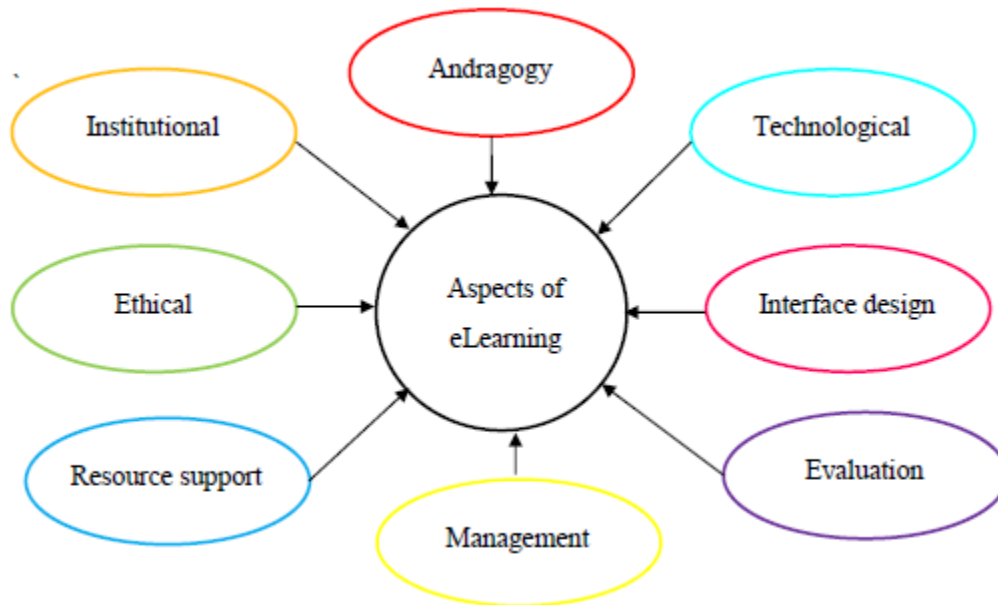 Andragogy
Institutional
Technological
Aspects of
eLearning
Ethical
Interface design
Resource support
Evaluation
Management